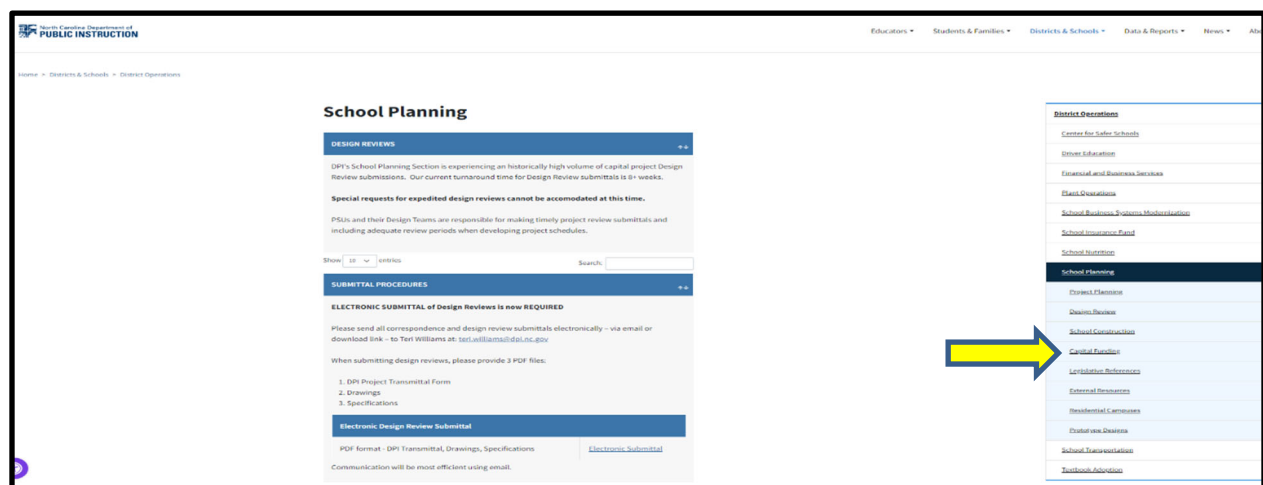 North Carolina Department of
PUBLIC INSTRUCTION
Educators
Students & Families
Districts & Schools
Data & Reports
News
Home > Districts & Schools > District Operations
School Planning
DESIGN REVIEWS
DPI's School Planning Section is experiencing an historically high volume of capital project Design
Review submissions. Our current turnaround time for Design Review submittals is 8+ weeks.
Special requests for expedited design reviews cannot be accomodated at this time.
PSUs and their Design Teams are responsible for making timely project review submittals and
including adequate review periods when developing project schedules.
Show 10 entries
Search:
SUBMITTAL PROCEDURES
ELECTRONIC SUBMITTAL of Design Reviews is now REQUIRED
Please send all correspondence and design review submittals electronically – via email or
download link – to Teri Williams at: teri.williams@dpi.nc.gov
When submitting design reviews, please provide 3 PDF files:
1. DPI Project Transmittal Form
2. Drawings
3. Specifications
Electronic Design Review Submittal
PDF format - DPI Transmittal, Drawings, Specifications
Electronic Submittal
Communication will be most efficient using email.
District Operations
Center for Safer Schools
Driver Education
Financial and Business Services
Plant Operations
School Business Systems Modernization
School Insurance Fund
School Nutrition
School Planning
Project Planning
Design Review
School Construction
Capital Funding
Legislative References
External Resources
Residential Campuses
Prototype Designs
School Transportation
Textbook Adoption